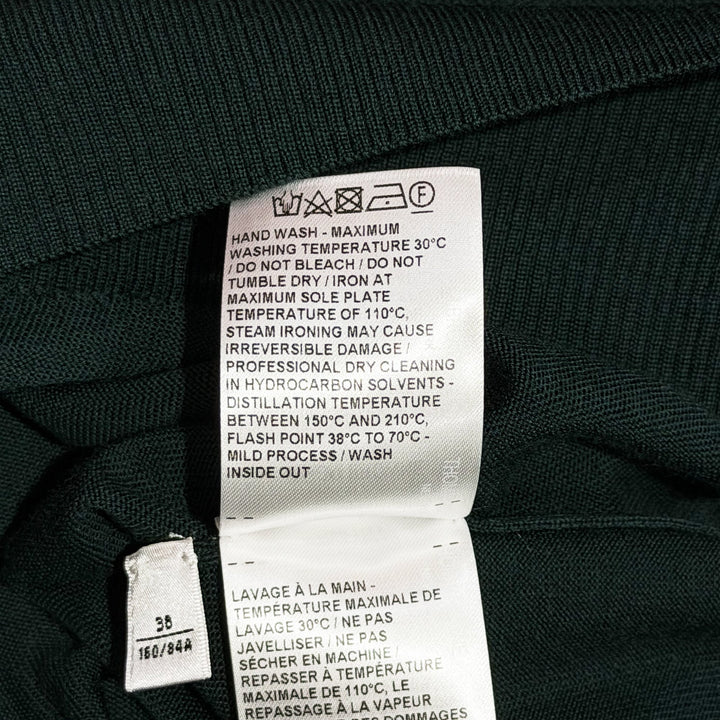 F
HAND WASH - MAXIMUM
WASHING TEMPERATURE 30°C
/ DO NOT BLEACH / DO NOT
TUMBLE DRY / IRON AT
MAXIMUM SOLE PLATE
TEMPERATURE OF 110°C,
STEAM IRONING MAY CAUSE
IRREVERSIBLE DAMAGE /
PROFESSIONAL DRY CLEANING
IN HYDROCARBON SOLVENTS -
DISTILLATION TEMPERATURE
BETWEEN 150°C AND 210°C,
FLASH POINT 38°C TO 70°C -
MILD PROCESS / WASH
INSIDE OUT
38
160/84A
LAVAGE À LA MAIN -
TEMPÉRATURE MAXIMALE DE
LAVAGE 30°C / NE PAS
JAVELLISER / NE PAS
SÉCHER EN MACHINE /
REPASSER À TEMPÉRATURE
MAXIMALE DE 110°C, LE
REPASSAGE À LA VAPEUR
DES DOMMAGES